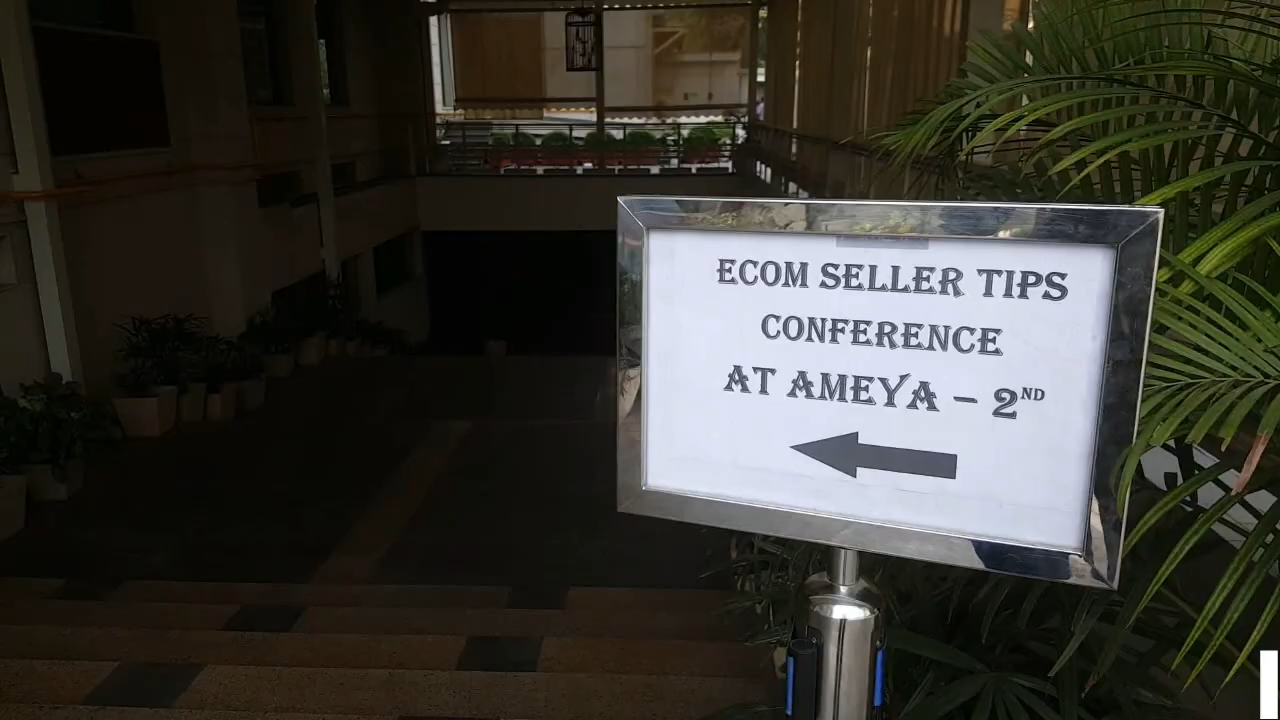 ECOM SELLER TIPS
CONFERENCE
AT AMEYA – 2ND